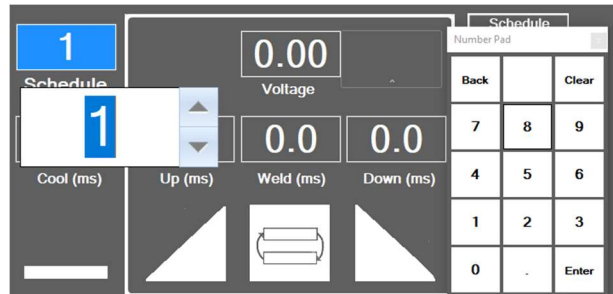 Schedule
Number Pad
1
0.00
Schedule
Voltage
Back Clear
1
7 8 9
0.0 0.0
Cool (ms) Up (ms) Weld (ms) Down (ms)
4 5 6
1 2 3
0 . Enter